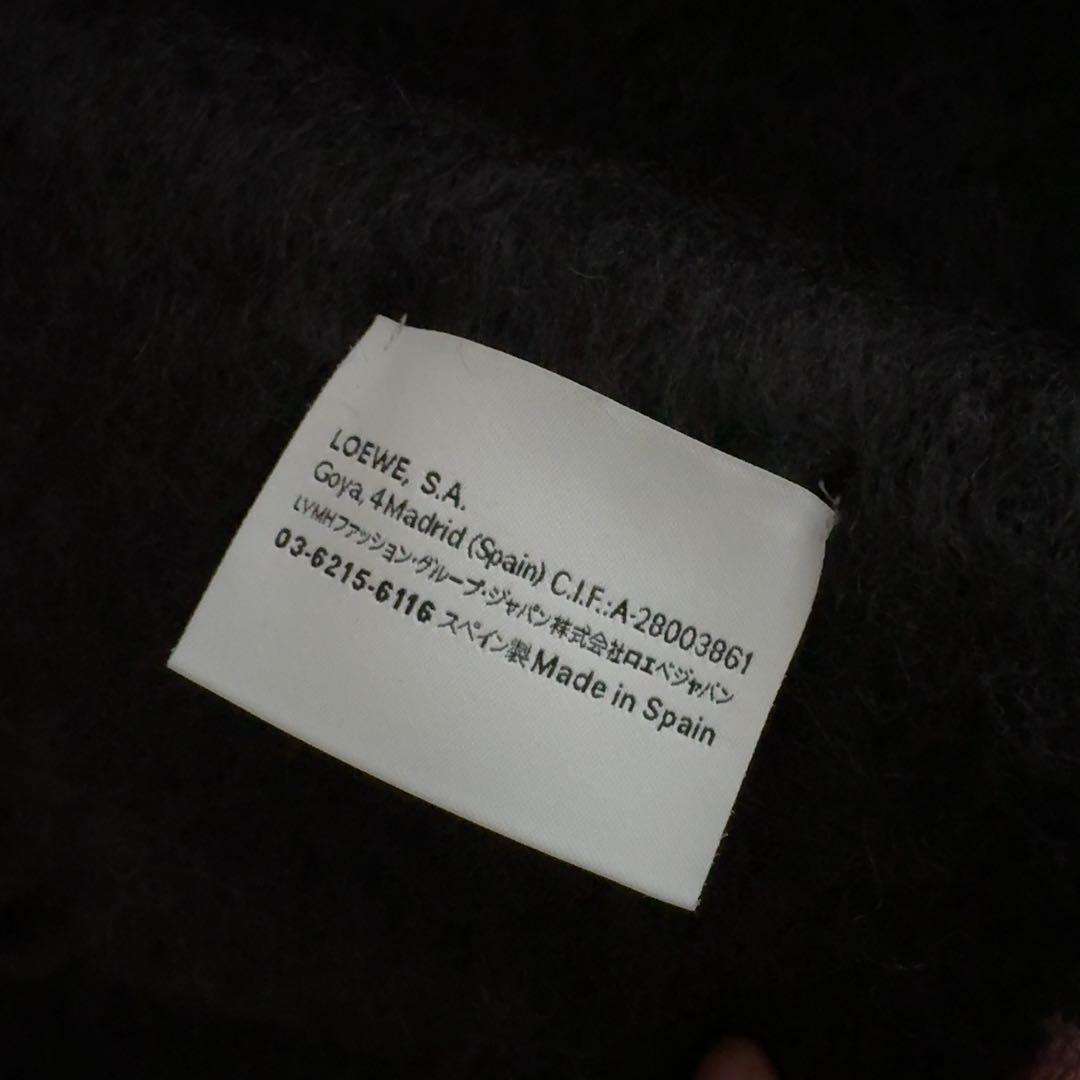 LOEWE, S.A.
Goya, 4 Madrid (Spain) C.I.F.:A-28003861
LVMHファッション・グループ・ジャパン株式会社ロエベジャパン
03-6215-6116 スペイン製 Made in Spain